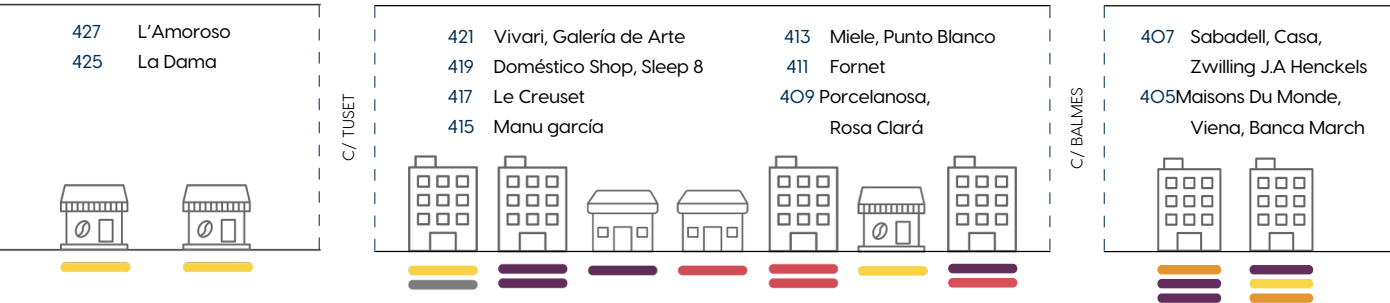 427 L'Amoroso
425 La Dama
C/ TUSET
421 Vivari, Galería de Arte
419 Doméstico Shop, Sleep 8
417 Le Creuset
415 Manu garcía
413 Miele, Punto Blanco
411 Fornet
409 Porcelanosa,
Rosa Clará
C/ BALMES
407 Sabadell, Casa,
Zwilling J.A Henckels
405Maisons Du Monde,
Viena, Banca March